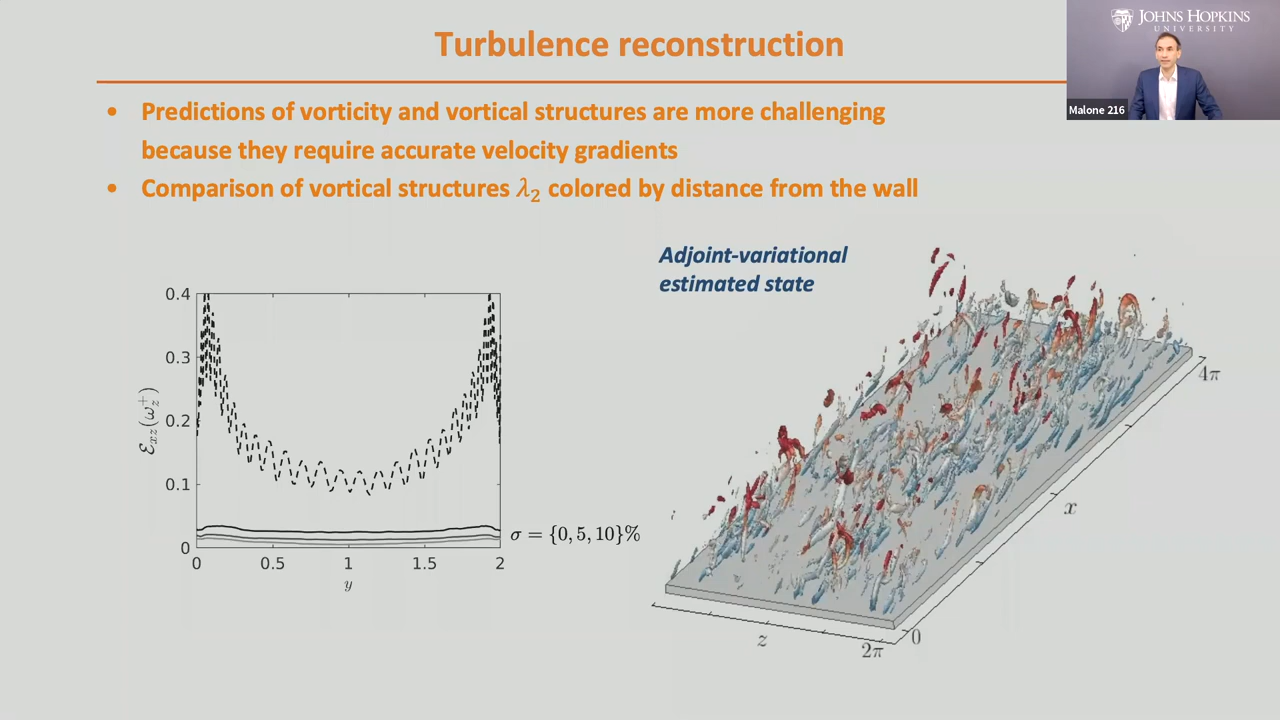 Turbulence reconstruction
JOHNS HOPKINS
UNIVERSITY
Malone 216
• Predictions of vorticity and vortical structures are more challenging
because they require accurate velocity gradients
• Comparison of vortical structures λ₂ colored by distance from the wall
Adjoint-variational
estimated state
0.4
0.3
0.2
0.1
0
ℰxz(ωz⁺)
0 0.5 1 1.5 2
y
σ = {0, 5, 10}%
4π
x
0
z
2π